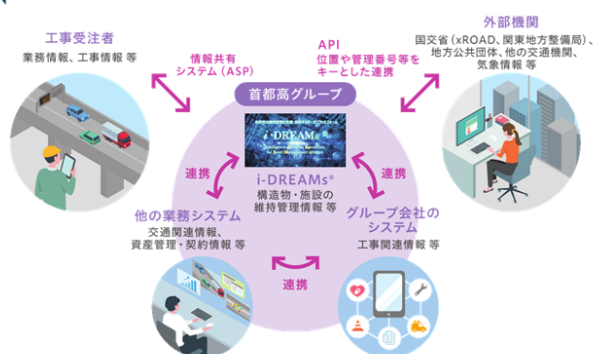 工事受注者
業務情報、工事情報 等
情報共有
システム（ASP）
API
位置や管理番号等を
キーとした連携
外部機関
国交省（xROAD、関東地方整備局）、
地方公共団体、他の交通機関、
気象情報 等
首都高グループ
i-DREAMs
i-DREAMs®
構造物・施設の
維持管理情報 等
連携
連携
他の業務システム
交通関連情報、
資産管理・契約情報 等
グループ会社の
システム
工事関連情報 等
連携